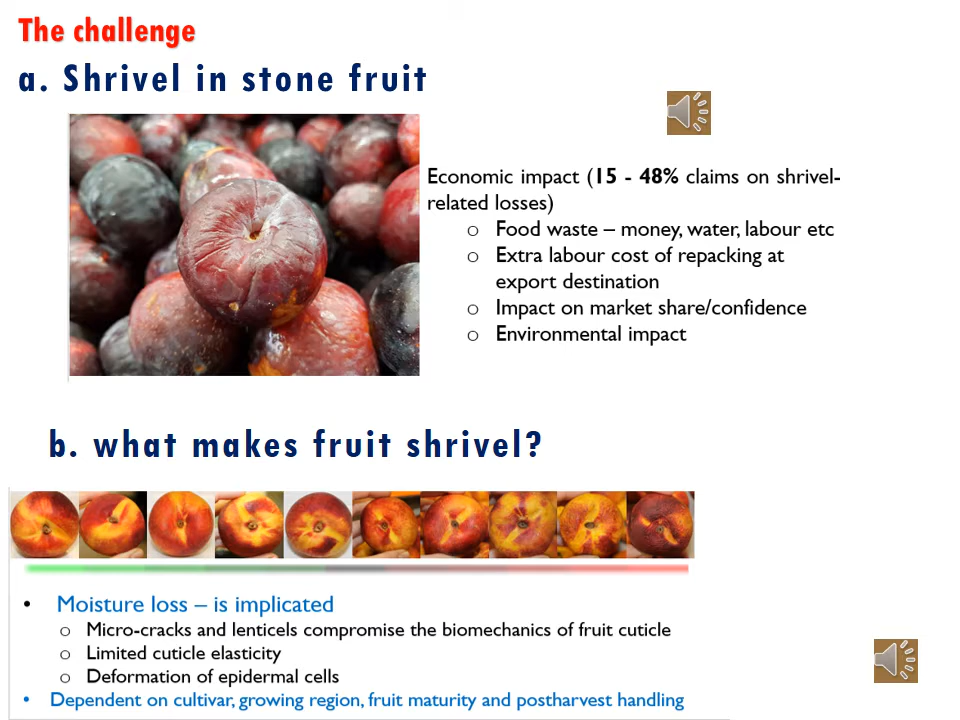 The challenge
a. Shrivel in stone fruit
Economic impact (15 - 48% claims on shrivel-
related losses)
o Food waste – money, water, labour etc
o Extra labour cost of repacking at
export destination
o Impact on market share/confidence
o Environmental impact
b. what makes fruit shrivel?
• Moisture loss – is implicated
o Micro-cracks and lenticels compromise the biomechanics of fruit cuticle
o Limited cuticle elasticity
o Deformation of epidermal cells
• Dependent on cultivar, growing region, fruit maturity and postharvest handling